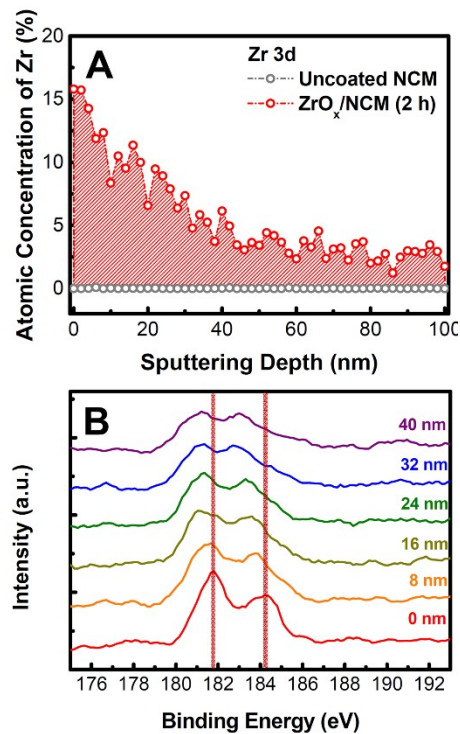 A
Zr 3d
Uncoated NCM
ZrOx/NCM (2 h)
20
15
10
5
0
Atomic Concentration of Zr (%)
0 20 40 60 80 100
Sputtering Depth (nm)
B
40 nm
32 nm
24 nm
16 nm
8 nm
0 nm
Intensity (a.u.)
176 178 180 182 184 186 188 190 192
Binding Energy (eV)